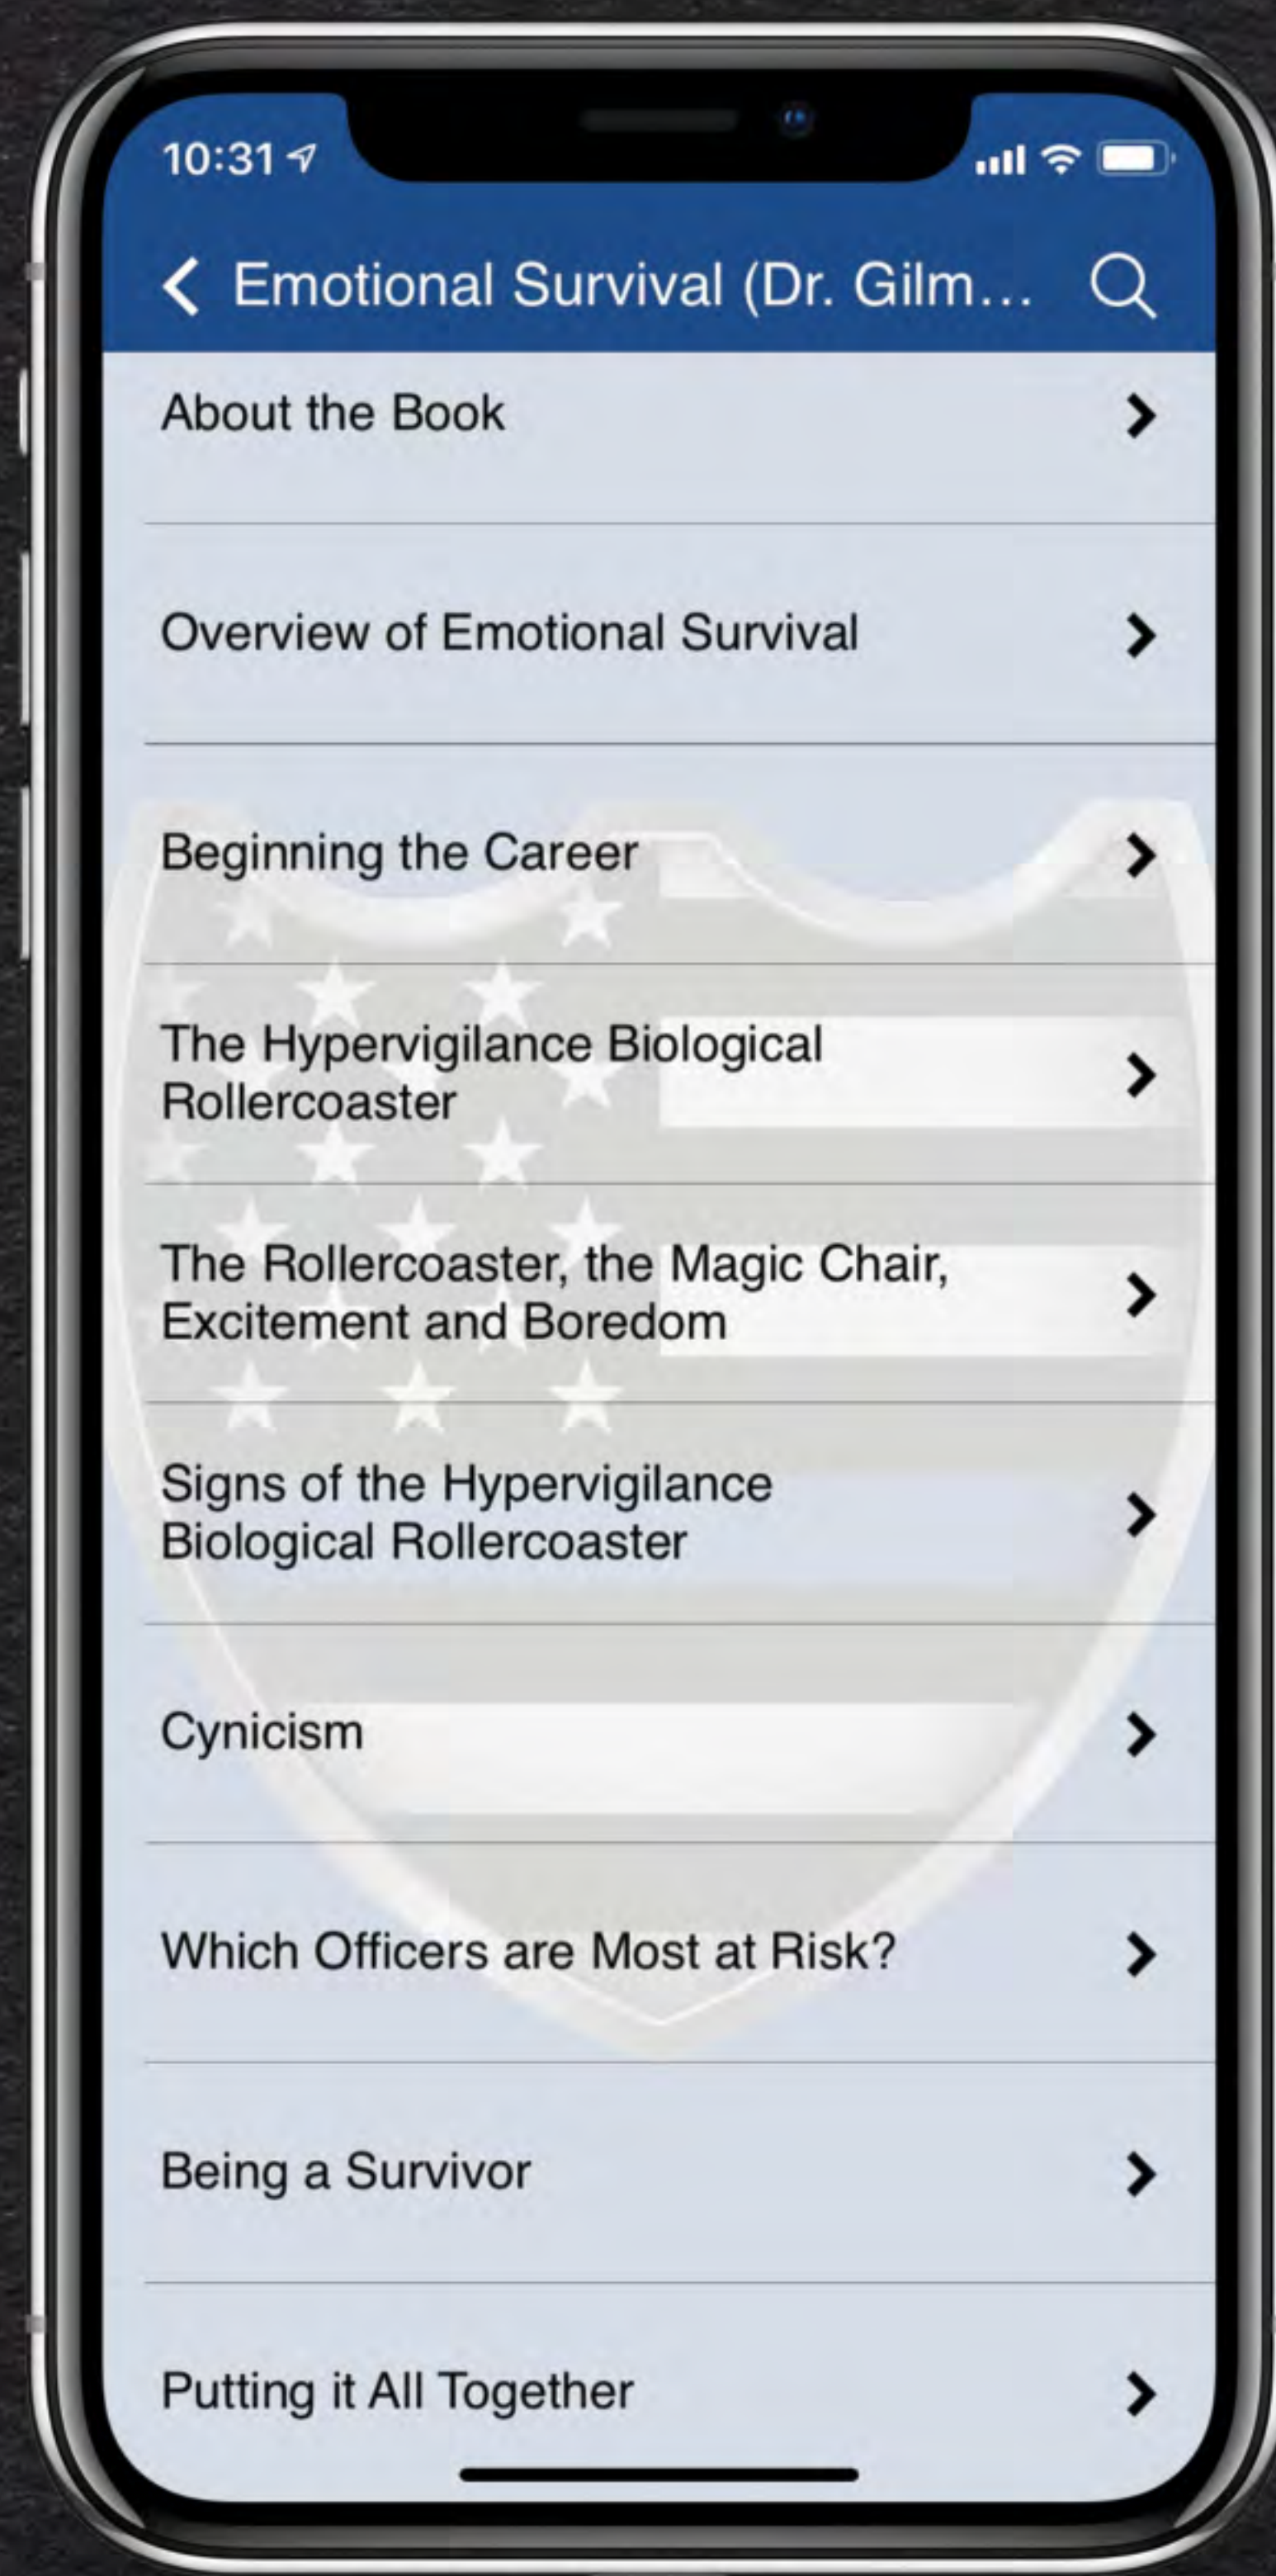 10:31
Emotional Survival (Dr. Gilm...
About the Book
Overview of Emotional Survival
Beginning the Career
The Hypervigilance Biological
Rollercoaster
The Rollercoaster, the Magic Chair,
Excitement and Boredom
Signs of the Hypervigilance
Biological Rollercoaster
Cynicism
Which Officers are Most at Risk?
Being a Survivor
Putting it All Together